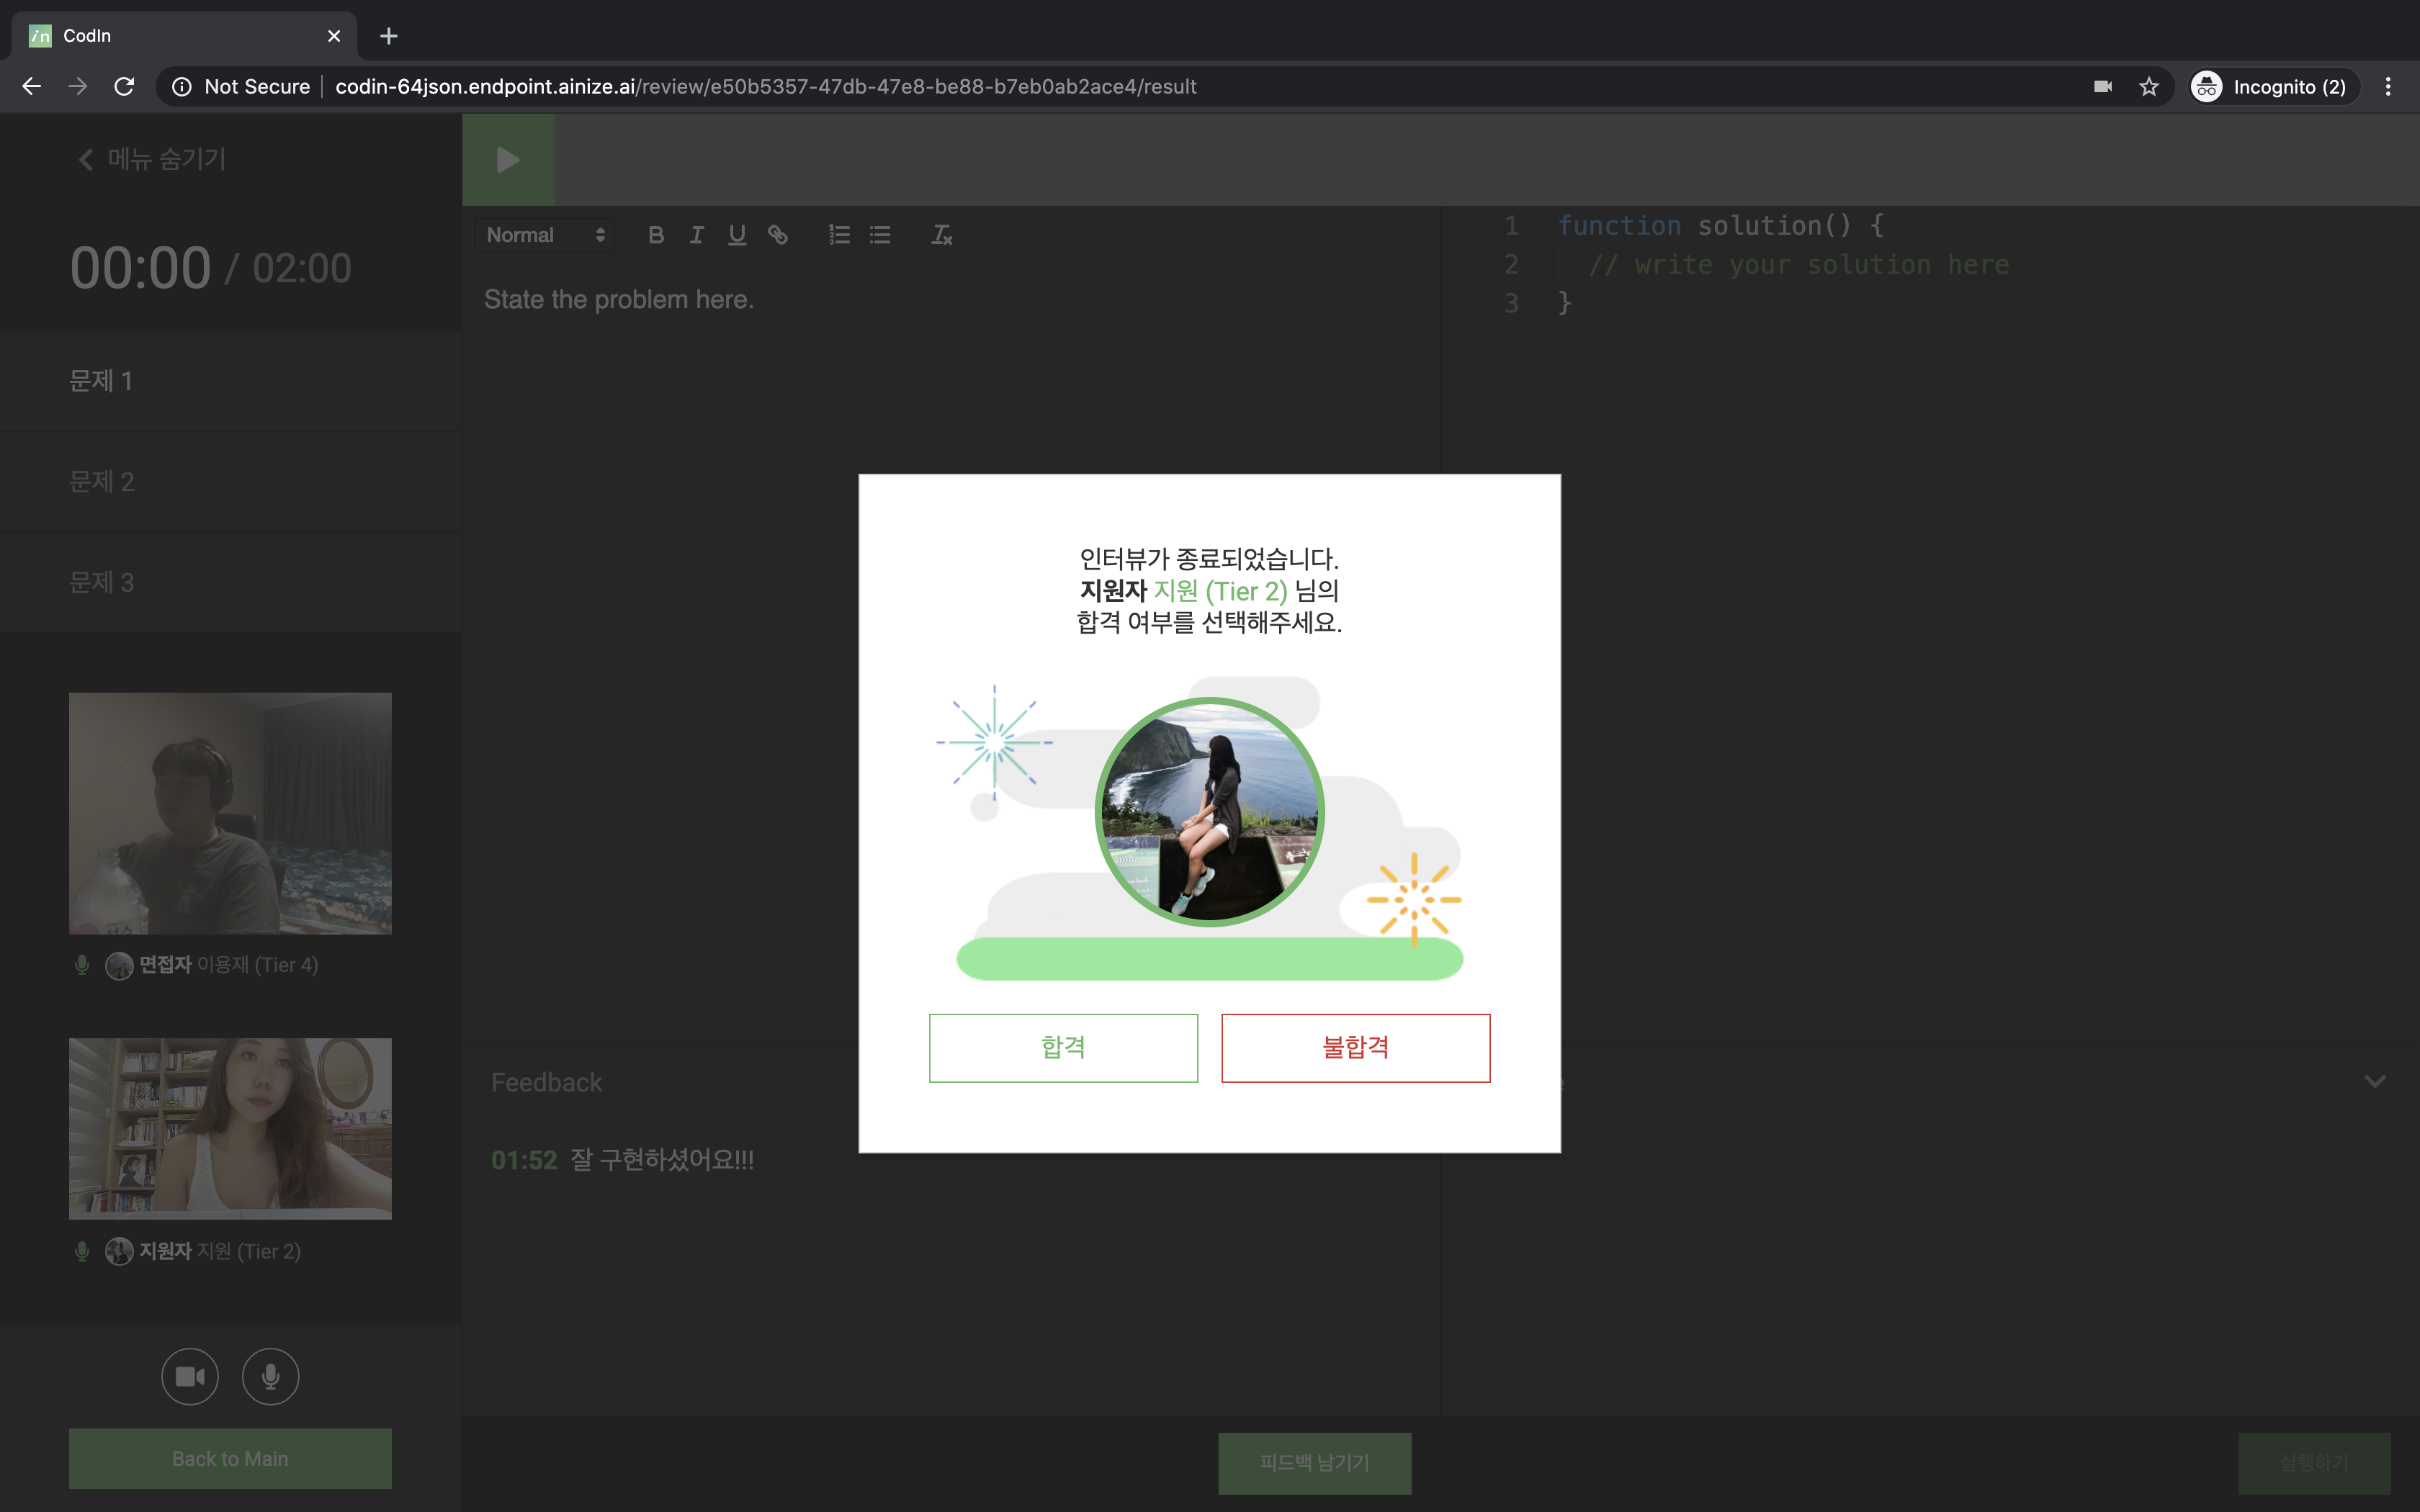 CodIn
Not Secure
codin-64json.endpoint.ainize.ai/review/e50b5357-47db-47e8-be88-b7eb0ab2ace4/result
Incognito (2)
메뉴 숨기기
00:00 / 02:00
문제 1
문제 2
문제 3
면접자 이용재 (Tier 4)
지원자 지원 (Tier 2)
Back to Main
Normal
State the problem here.
1 function solution() {
2 // write your solution here
3 }
인터뷰가 종료되었습니다.
지원자 지원 (Tier 2) 님의
합격 여부를 선택해주세요.
합격
불합격
Feedback
01:52 잘 구현하셨어요!!!
피드백 남기기
실행하기